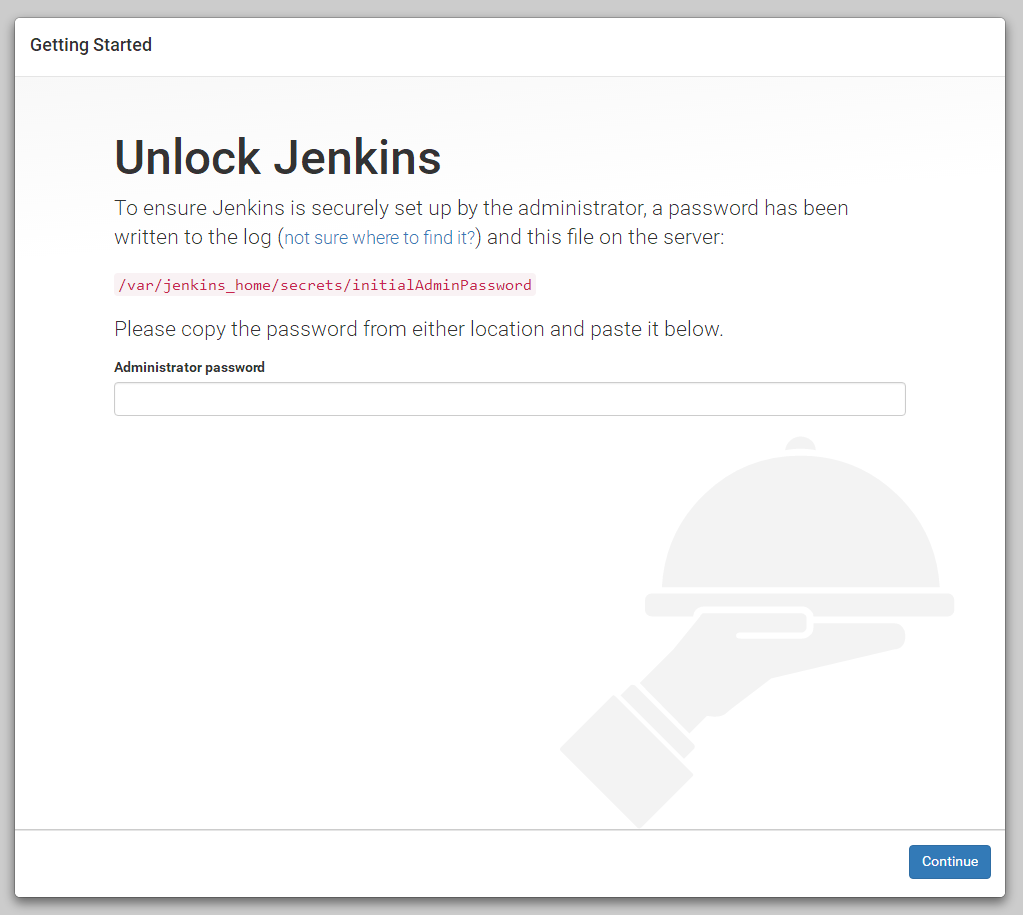 Getting Started
Unlock Jenkins
To ensure Jenkins is securely set up by the administrator, a password has been
written to the log (not sure where to find it?) and this file on the server:
/var/jenkins_home/secrets/initialAdminPassword
Please copy the password from either location and paste it below.
Administrator password
Continue